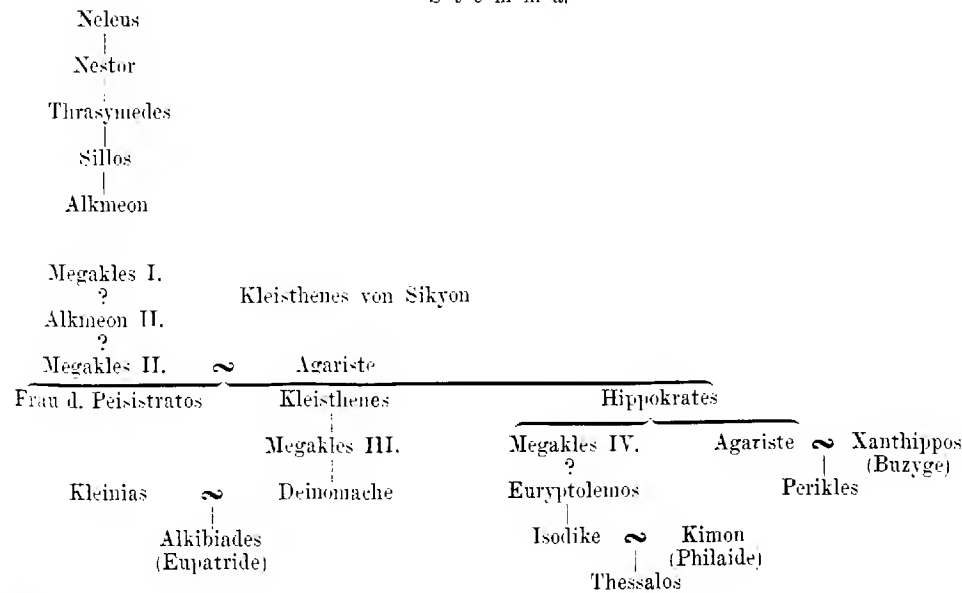 Stemma.
Neleus
Nestor
Thrasymedes
Sillos
Alkmeon
Megakles I.
?
Kleisthenes von Sikyon
Alkmeon II.
?
Megakles II. ~ Agariste
Frau d. Peisistratos Kleisthenes Hippokrates
Megakles III. Megakles IV. Agariste ~ Xanthippos
? (Buzyge)
Kleinias ~ Deinomache Euryptolemos Perikles
Alkibiades Isodike ~ Kimon
(Eupatride) (Philaide)
Thessalos